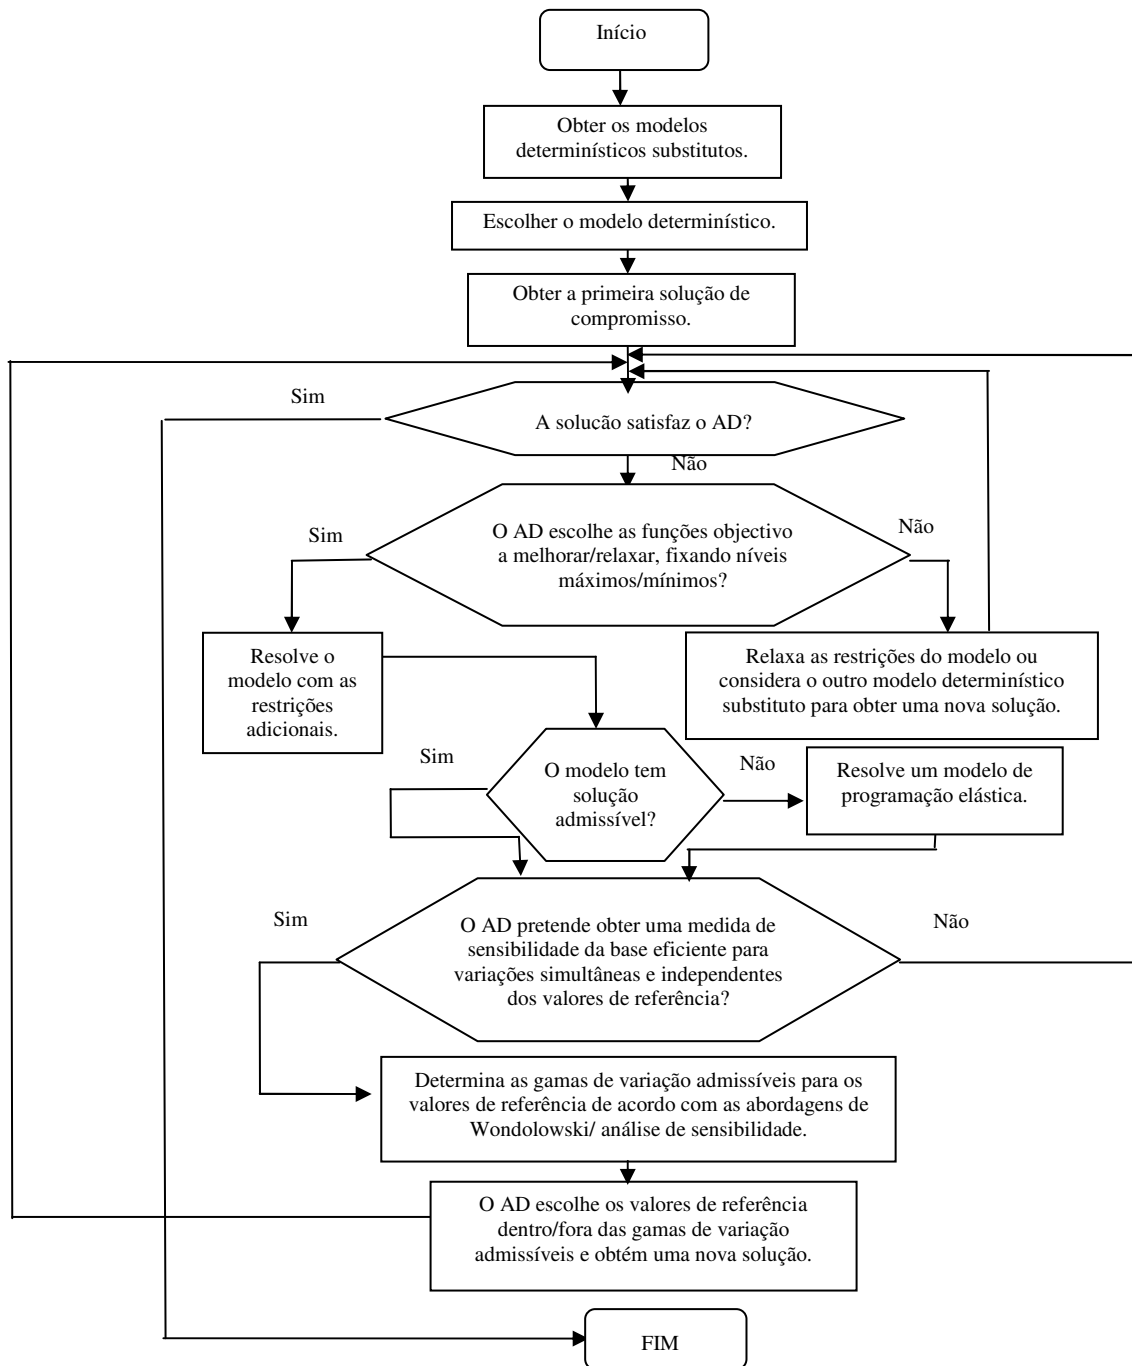 Início
Obter os modelos
determinísticos substitutos.
Escolher o modelo determinístico.
Obter a primeira solução de
compromisso.
Sim
A solucão satisfaz o AD?
Não
Sim
O AD escolhe as funções objectivo
a melhorar/relaxar, fixando níveis
máximos/mínimos?
Não
Resolve o
modelo com as
restrições
adicionais.
Relaxa as restrições do modelo ou
considera o outro modelo determinístico
substituto para obter uma nova solução.
Sim
O modelo tem
solução
admissível?
Não
Resolve um modelo de
programação elástica.
Sim
O AD pretende obter uma medida de
sensibilidade da base eficiente para
variações simultâneas e independentes
dos valores de referência?
Não
Determina as gamas de variação admissíveis para os
valores de referência de acordo com as abordagens de
Wondolowski/ análise de sensibilidade.
O AD escolhe os valores de referência
dentro/fora das gamas de variação
admissíveis e obtém uma nova solução.
FIM